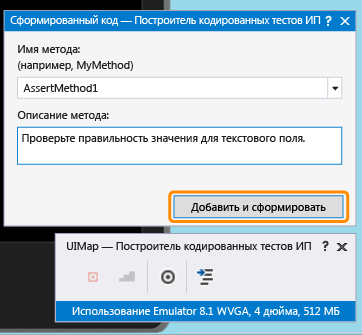 Сформированный код — Построитель кодированных тестов ИП ? ×
Имя метода:
(например, MyMethod)
AssertMethod1
Описание метода:
Проверьте правильность значения для текстового поля.
Добавить и сформировать
UIMap — Построитель кодированных тестов ИП ? ×
Использование Emulator 8.1 WVGA, 4 дюйма, 512 МБ